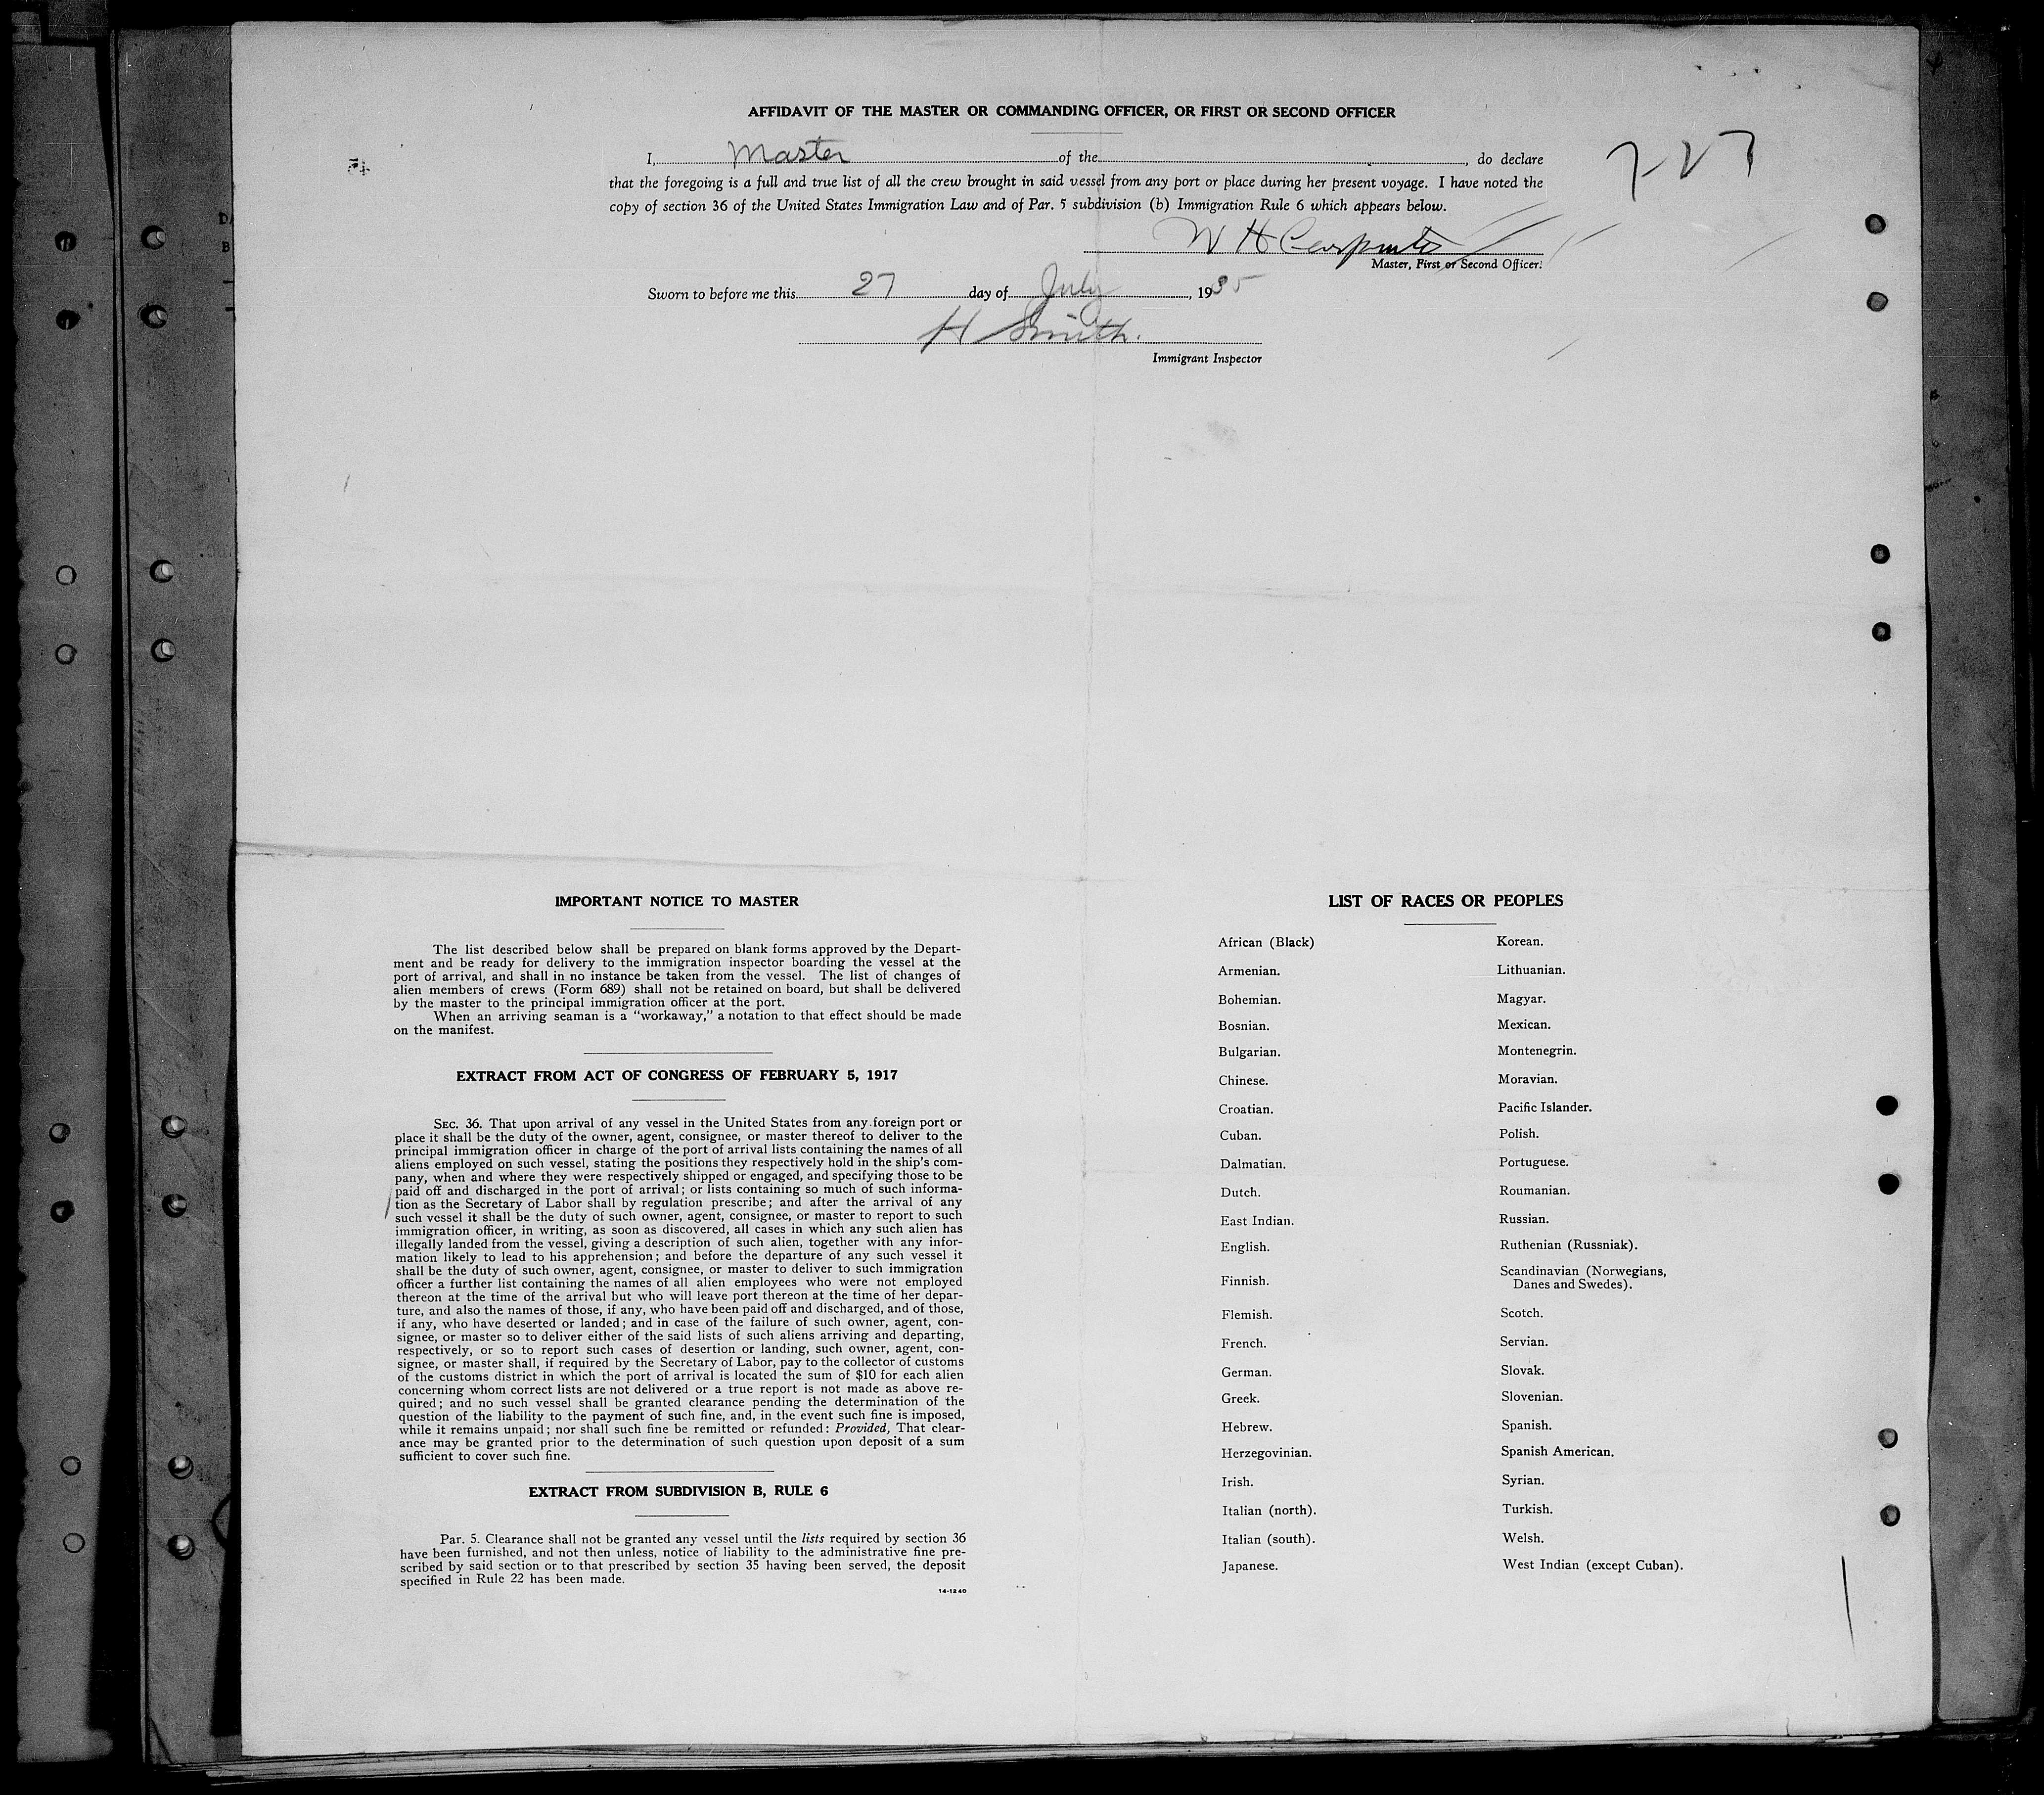 AFFIDAVIT OF THE MASTER OR COMMANDING OFFICER, OR FIRST OR SECOND OFFICER
I, Master of the , do declare
that the foregoing is a full and true list of all the crew brought in said vessel from any port or place during her present voyage. I have noted the
copy of section 36 of the United States Immigration Law and of Par. 5 subdivision (b) Immigration Rule 6 which appears below.
W H Carpenter
Master, First or Second Officer.
Sworn to before me this 27 day of July, 1935
H Smith.
Immigrant Inspector
IMPORTANT NOTICE TO MASTER
The list described below shall be prepared on blank forms approved by the Depart-
ment and be ready for delivery to the immigration inspector boarding the vessel at the
port of arrival, and shall in no instance be taken from the vessel. The list of changes of
alien members of crews (Form 689) shall not be retained on board, but shall be delivered
by the master to the principal immigration officer at the port.
When an arriving seaman is a "workaway," a notation to that effect should be made
on the manifest.
EXTRACT FROM ACT OF CONGRESS OF FEBRUARY 5, 1917
SEC. 36. That upon arrival of any vessel in the United States from any foreign port or
place it shall be the duty of the owner, agent, consignee, or master thereof to deliver to the
principal immigration officer in charge of the port of arrival lists containing the names of all
aliens employed on such vessel, stating the positions they respectively hold in the ship's com-
pany, when and where they were respectively shipped or engaged, and specifying those to be
paid off and discharged in the port of arrival; or lists containing so much of such informa-
tion as the Secretary of Labor shall by regulation prescribe; and after the arrival of any
such vessel it shall be the duty of such owner, agent, consignee, or master to report to such
immigration officer, in writing, as soon as discovered, all cases in which any such alien has
illegally landed from the vessel, giving a description of such alien, together with any infor-
mation likely to lead to his apprehension; and before the departure of any such vessel it
shall be the duty of such owner, agent, consignee, or master to deliver to such immigration
officer a further list containing the names of all alien employees who were not employed
thereon at the time of the arrival but who will leave port thereon at the time of her depar-
ture, and also the names of those, if any, who have been paid off and discharged, and of those,
if any, who have deserted or landed; and in case of the failure of such owner, agent, con-
signee, or master so to deliver either of the said lists of such aliens arriving and departing,
respectively, or so to report such cases of desertion or landing, such owner, agent, con-
signee, or master shall, if required by the Secretary of Labor, pay to the collector of customs
of the customs district in which the port of arrival is located the sum of $10 for each alien
concerning whom correct lists are not delivered or a true report is not made as above re-
quired; and no such vessel shall be granted clearance pending the determination of the
question of the liability to the payment of such fine, and, in the event such fine is imposed,
while it remains unpaid; nor shall such fine be remitted or refunded: Provided, That clear-
ance may be granted prior to the determination of such question upon deposit of a sum
sufficient to cover such fine.
EXTRACT FROM SUBDIVISION B, RULE 6
Par. 5. Clearance shall not be granted any vessel until the lists required by section 36
have been furnished, and not then unless, notice of liability to the administrative fine pre-
scribed by said section or to that prescribed by section 35 having been served, the deposit
specified in Rule 22 has been made.
14-1240
LIST OF RACES OR PEOPLES
African (Black)
Armenian.
Bohemian.
Bosnian.
Bulgarian.
Chinese.
Croatian.
Cuban.
Dalmatian.
Dutch.
East Indian.
English.
Finnish.
Flemish.
French.
German.
Greek.
Hebrew.
Herzegovinian.
Irish.
Italian (north).
Italian (south).
Japanese.
Korean.
Lithuanian.
Magyar.
Mexican.
Montenegrin.
Moravian.
Pacific Islander.
Polish.
Portuguese.
Roumanian.
Russian.
Ruthenian (Russniak).
Scandinavian (Norwegians,
Danes and Swedes).
Scotch.
Servian.
Slovak.
Slovenian.
Spanish.
Spanish American.
Syrian.
Turkish.
Welsh.
West Indian (except Cuban).